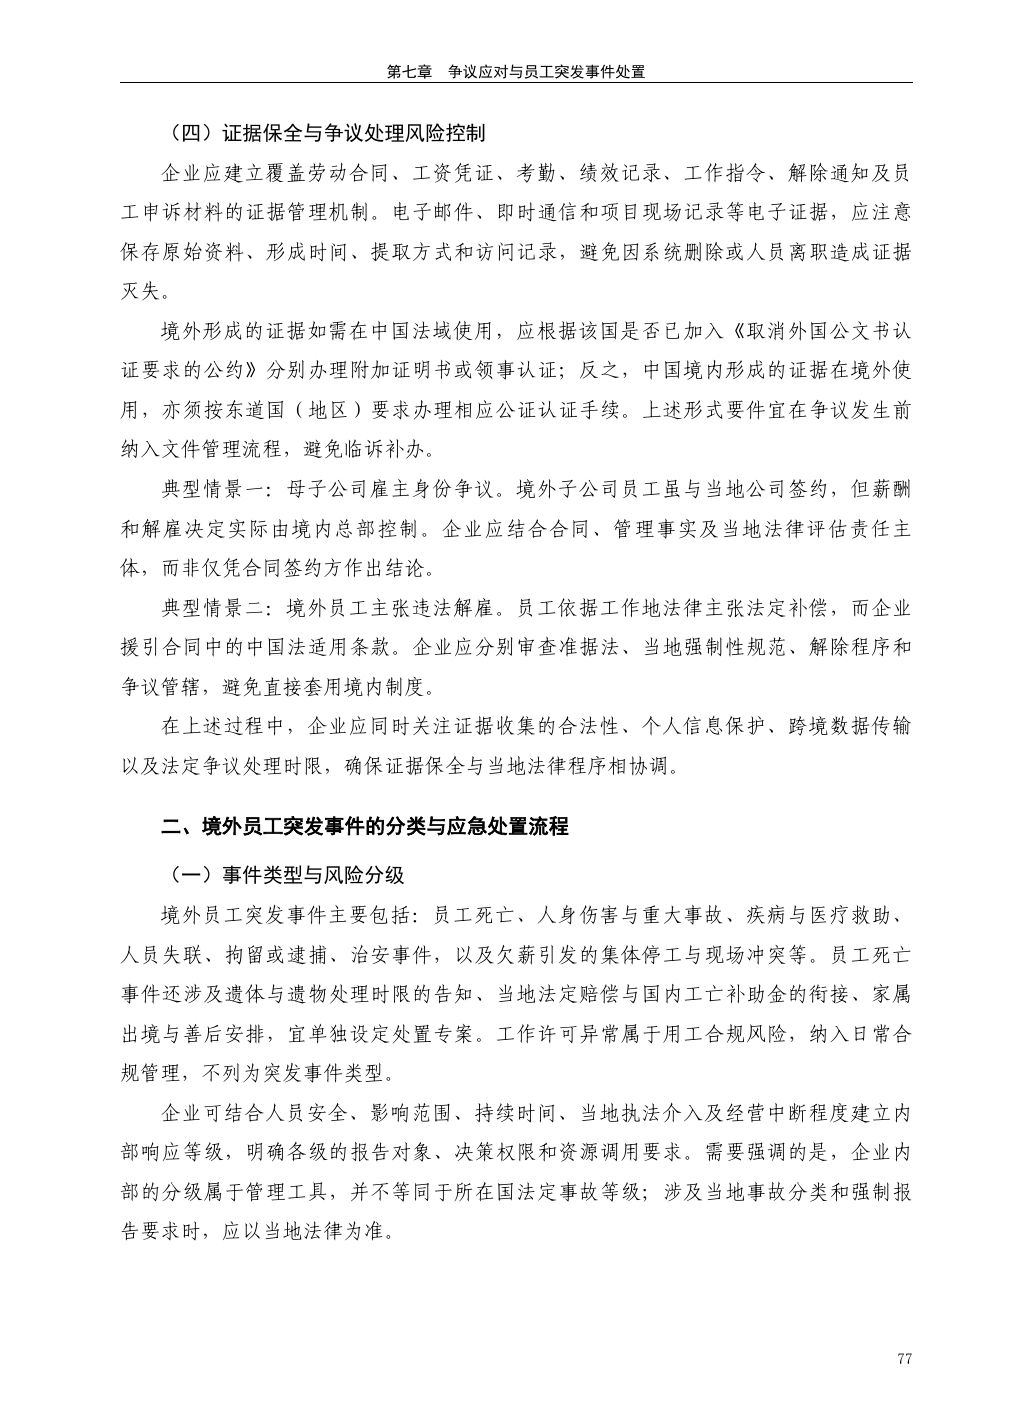 第七章　争议应对与员工突发事件处置
（四）证据保全与争议处理风险控制
企业应建立覆盖劳动合同、工资凭证、考勤、绩效记录、工作指令、解除通知及员
工申诉材料的证据管理机制。电子邮件、即时通信和项目现场记录等电子证据，应注意
保存原始资料、形成时间、提取方式和访问记录，避免因系统删除或人员离职造成证据
灭失。
境外形成的证据如需在中国法域使用，应根据该国是否已加入《取消外国公文书认
证要求的公约》分别办理附加证明书或领事认证；反之，中国境内形成的证据在境外使
用，亦须按东道国（地区）要求办理相应公证认证手续。上述形式要件宜在争议发生前
纳入文件管理流程，避免临诉补办。
典型情景一：母子公司雇主身份争议。境外子公司员工虽与当地公司签约，但薪酬
和解雇决定实际由境内总部控制。企业应结合合同、管理事实及当地法律评估责任主
体，而非仅凭合同签约方作出结论。
典型情景二：境外员工主张违法解雇。员工依据工作地法律主张法定补偿，而企业
援引合同中的中国法适用条款。企业应分别审查准据法、当地强制性规范、解除程序和
争议管辖，避免直接套用境内制度。
在上述过程中，企业应同时关注证据收集的合法性、个人信息保护、跨境数据传输
以及法定争议处理时限，确保证据保全与当地法律程序相协调。
二、境外员工突发事件的分类与应急处置流程
（一）事件类型与风险分级
境外员工突发事件主要包括：员工死亡、人身伤害与重大事故、疾病与医疗救助、
人员失联、拘留或逮捕、治安事件，以及欠薪引发的集体停工与现场冲突等。员工死亡
事件还涉及遗体与遗物处理时限的告知、当地法定赔偿与国内工亡补助金的衔接、家属
出境与善后安排，宜单独设定处置专案。工作许可异常属于用工合规风险，纳入日常合
规管理，不列为突发事件类型。
企业可结合人员安全、影响范围、持续时间、当地执法介入及经营中断程度建立内
部响应等级，明确各级的报告对象、决策权限和资源调用要求。需要强调的是，企业内
部的分级属于管理工具，并不等同于所在国法定事故等级；涉及当地事故分类和强制报
告要求时，应以当地法律为准。
77